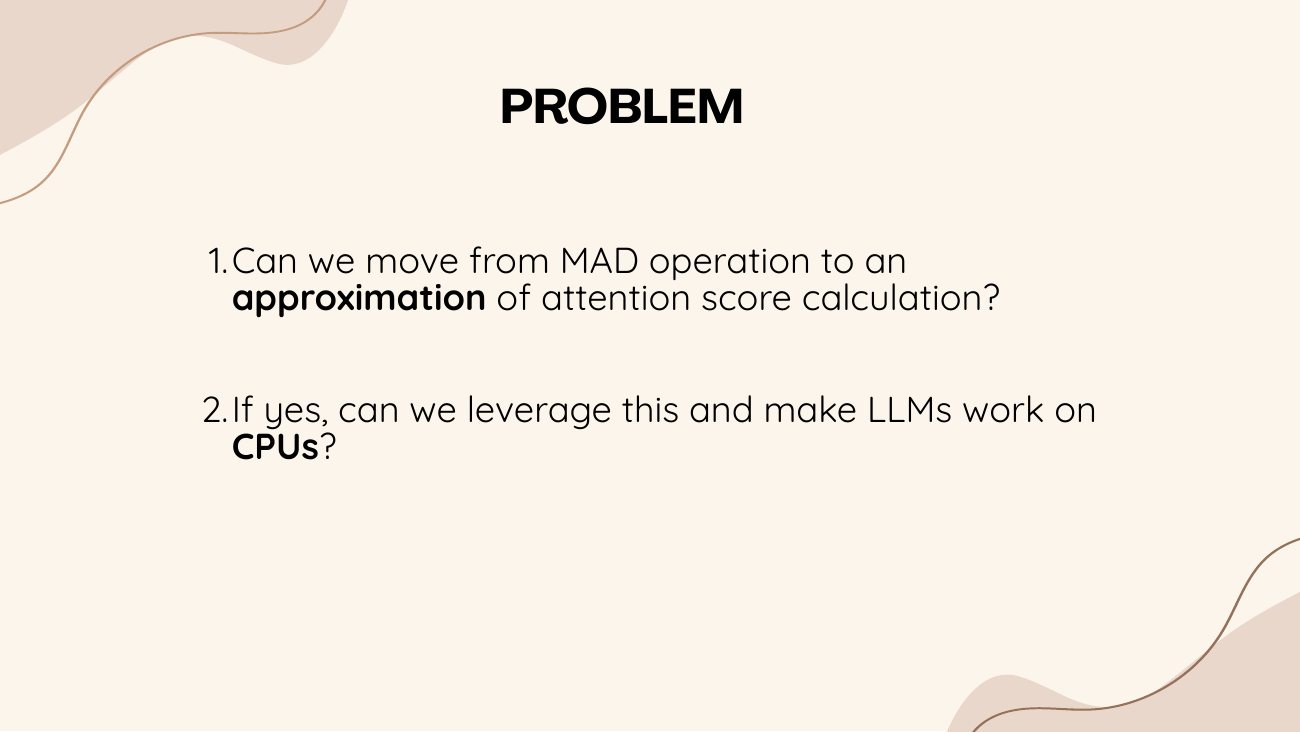 PROBLEM
1. Can we move from MAD operation to an
approximation of attention score calculation?
2. If yes, can we leverage this and make LLMs work on
CPUs?